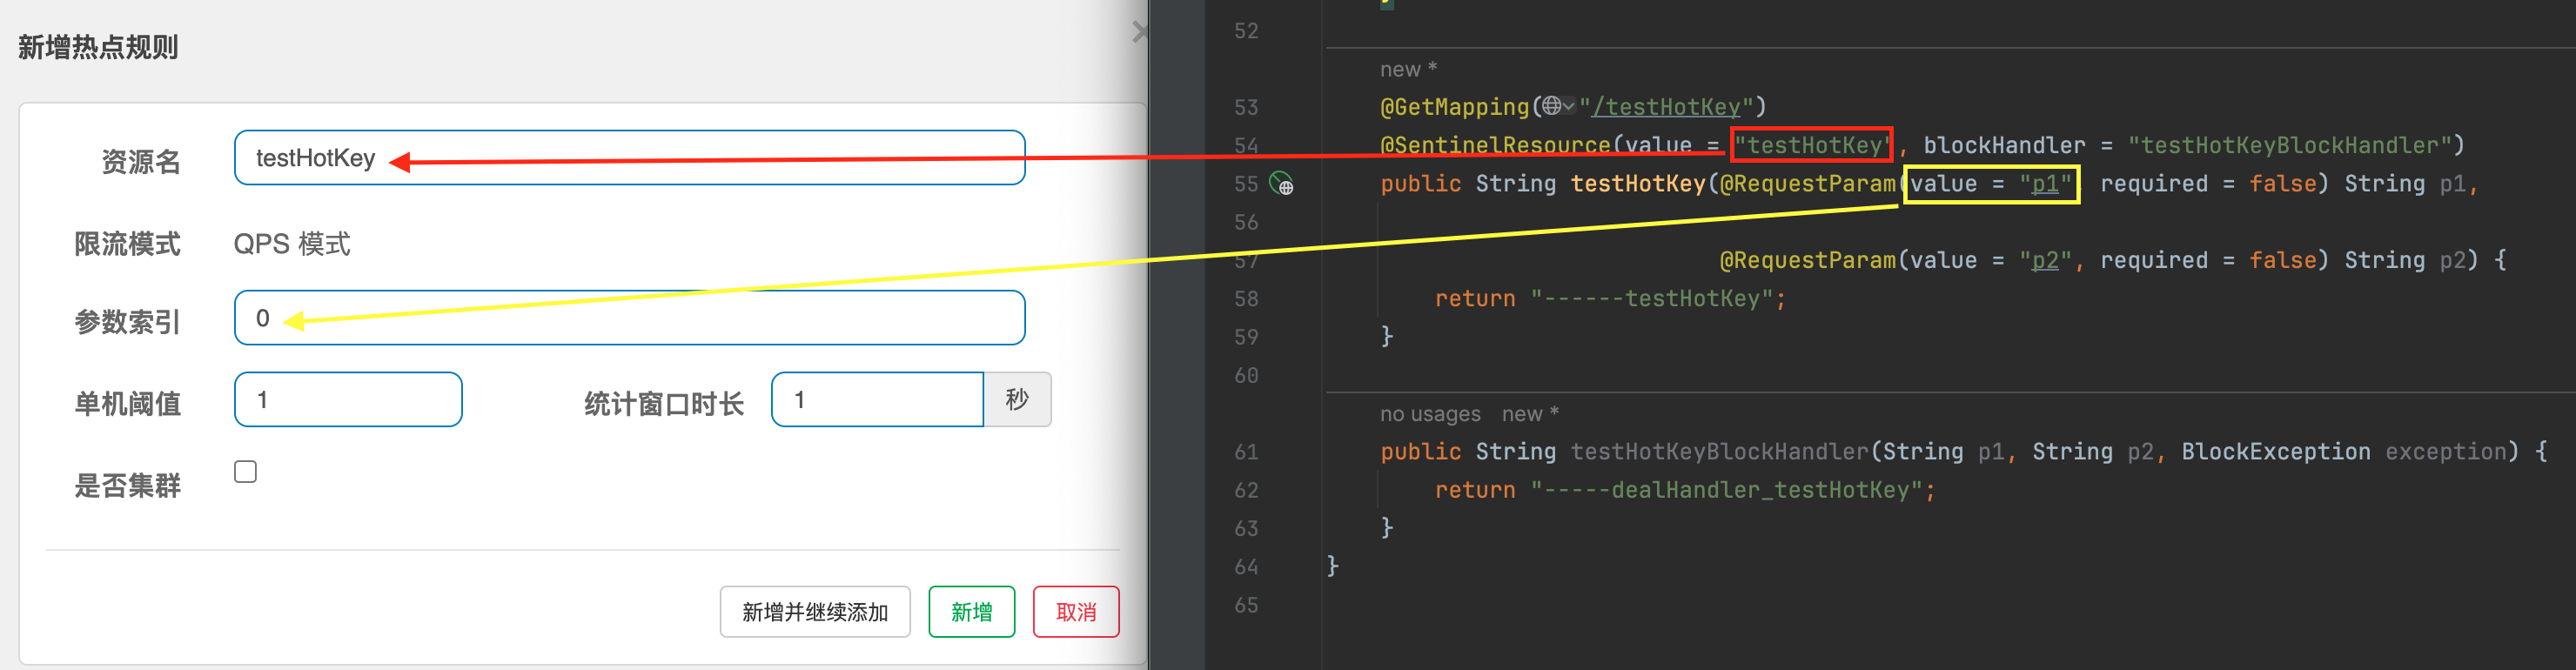 新增热点规则
资源名 testHotKey
限流模式 QPS 模式
参数索引 0
单机阈值 1 统计窗口时长 1 秒
是否集群
新增并继续添加 新增 取消
52
new *
53 @GetMapping("/testHotKey")
54 @SentinelResource(value = "testHotKey", blockHandler = "testHotKeyBlockHandler")
55 public String testHotKey(@RequestParam(value = "p1", required = false) String p1,
56
57 @RequestParam(value = "p2", required = false) String p2) {
58 return "------testHotKey";
59 }
60
no usages new *
61 public String testHotKeyBlockHandler(String p1, String p2, BlockException exception) {
62 return "-----dealHandler_testHotKey";
63 }
64 }
65